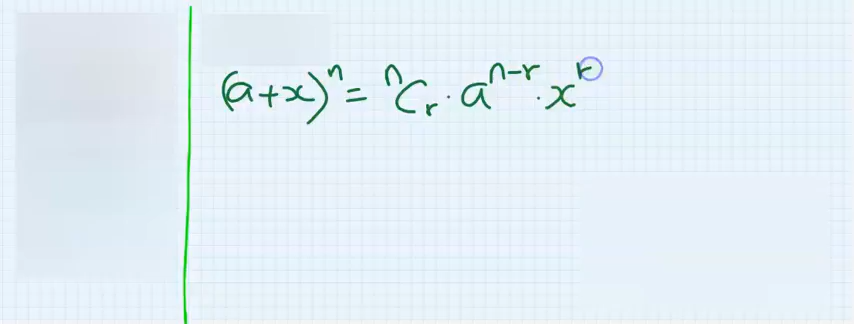 (a+x)ⁿ = ⁿCᵣ · aⁿ⁻ʳ · xʳ